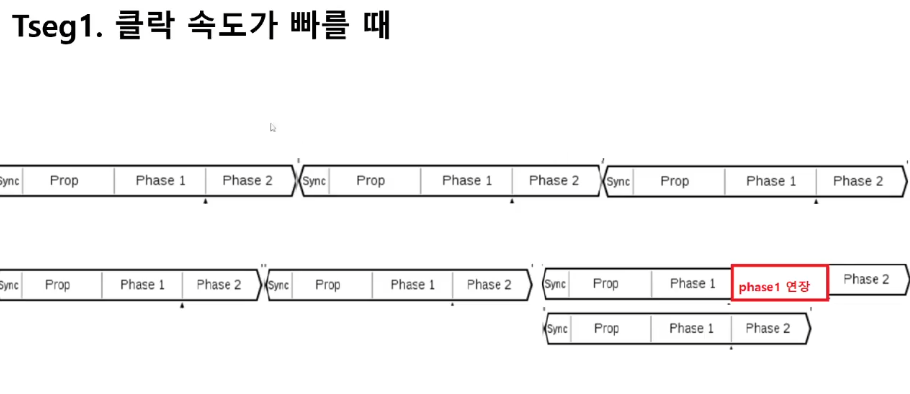 Tseg1. 클락 속도가 빠를 때
Sync Prop Phase 1 Phase 2 Sync Prop Phase 1 Phase 2 Sync Prop Phase 1 Phase 2
Sync Prop Phase 1 Phase 2 Sync Prop Phase 1 Phase 2 Sync Prop Phase 1 phase1 연장 Phase 2
Sync Prop Phase 1 Phase 2